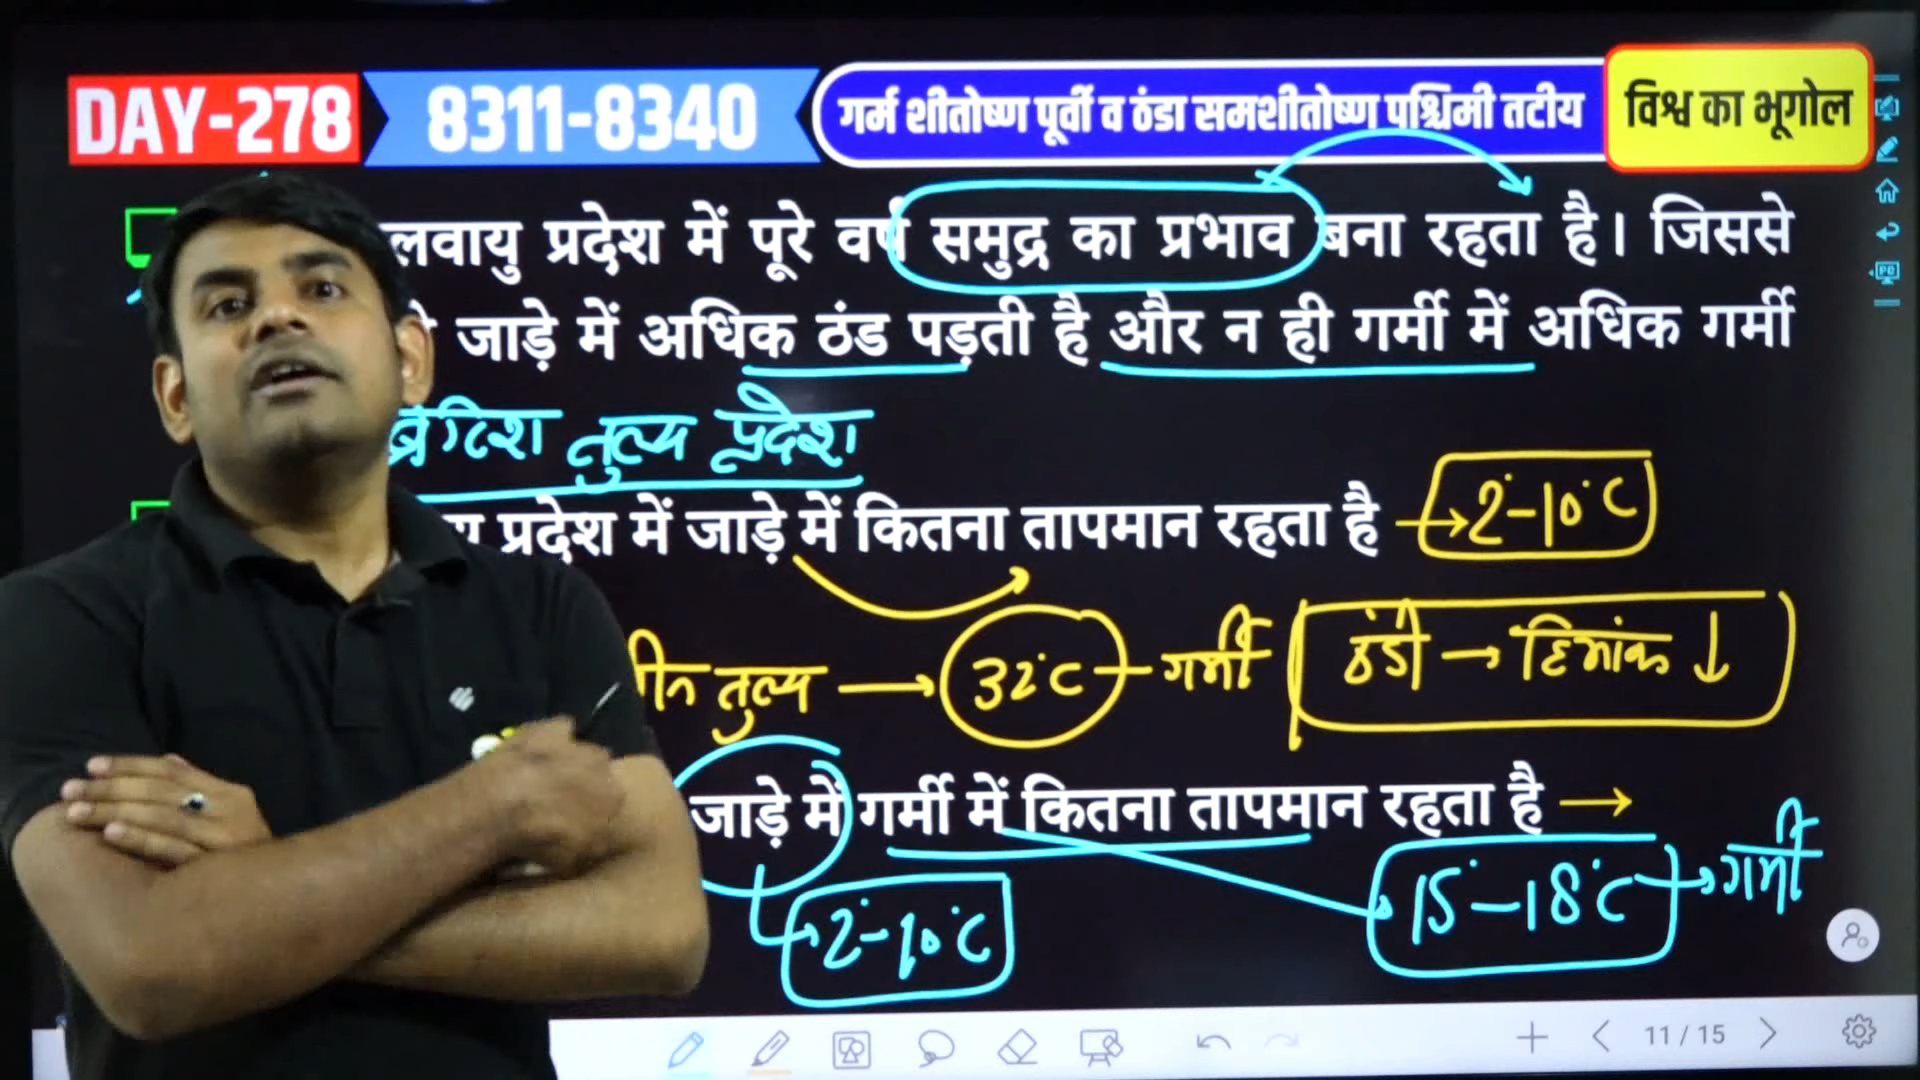 DAY-278 8311-8340 गर्म शीतोष्ण पूर्वी व ठंडा समशीतोष्ण पश्चिमी तटीय विश्व का भूगोल
प्रदेश में पूरे वर्ष समुद्र का प्रभाव बना रहता है। जिससे
जाड़े में अधिक ठंड पड़ती है और न ही गर्मी में अधिक गर्मी
तुल्य प्रदेश
प्रदेश में जाड़े में कितना तापमान रहता है → 2°-10°C
तुल्य → 32°C - गर्मी ठंडी → हिमांक ↓
जाड़े में गर्मी में कितना तापमान रहता है →
2°-10°C 15°-18°C → गर्मी
11 / 15